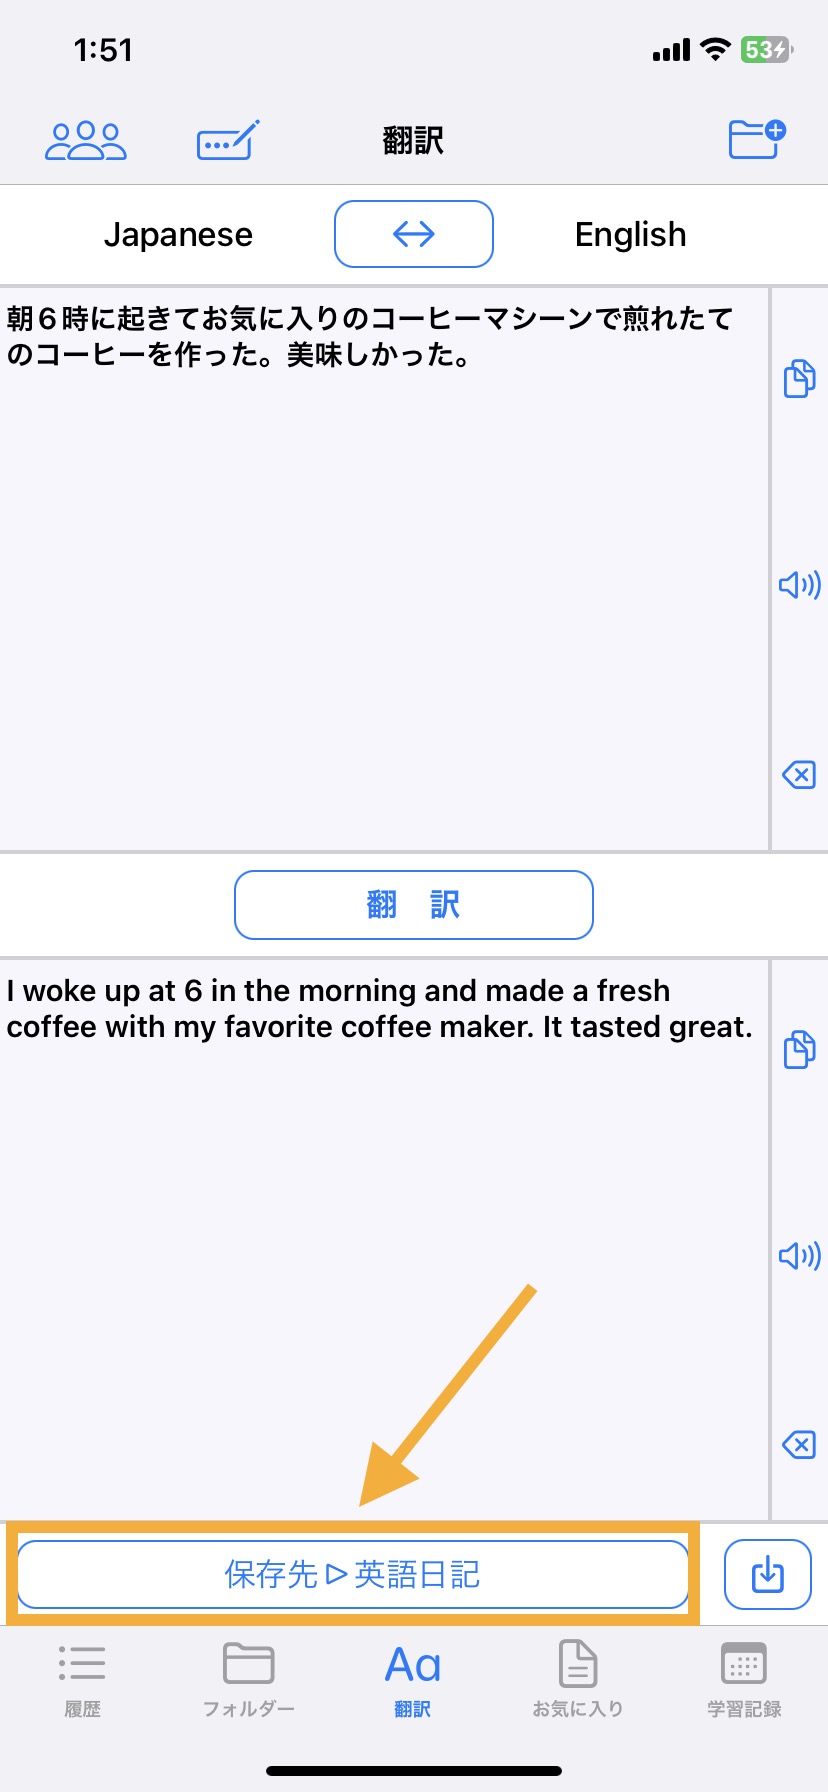 1:51
53
翻訳
Japanese
English
朝６時に起きてお気に入りのコーヒーマシーンで煎れたて
のコーヒーを作った。美味しかった。
翻　訳
I woke up at 6 in the morning and made a fresh
coffee with my favorite coffee maker. It tasted great.
保存先▷英語日記
Aa
履歴
フォルダー
翻訳
お気に入り
学習記録